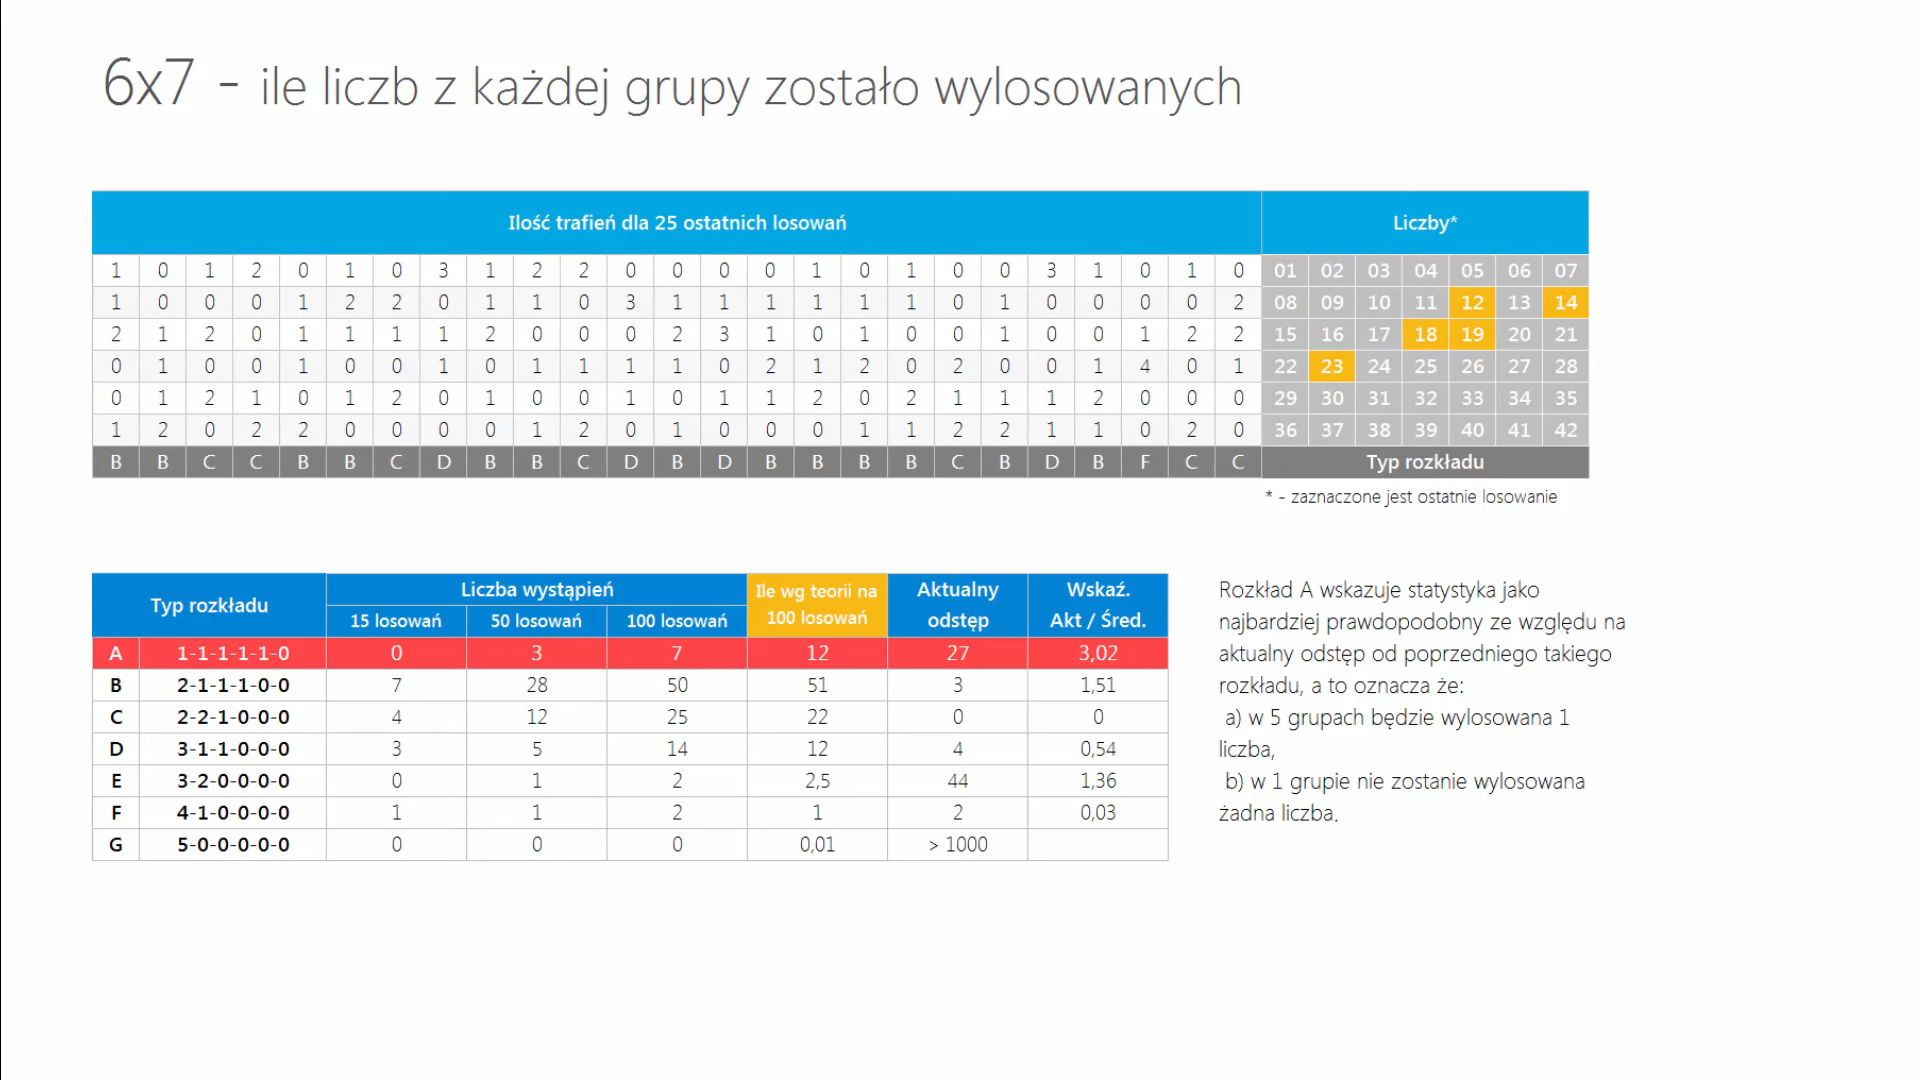 6x7 - ile liczb z każdej grupy zostało wylosowanych
Ilość trafień dla 25 ostatnich losowań Liczby*
1 0 1 2 0 1 0 3 1 2 2 0 0 0 0 1 0 1 0 0 3 1 0 1 0 01 02 03 04 05 06 07
1 0 0 0 1 2 2 0 1 1 0 3 1 1 1 1 1 1 0 1 0 0 0 0 2 08 09 10 11 12 13 14
2 1 2 0 1 1 1 1 2 0 0 0 2 3 1 0 1 0 0 1 0 0 1 2 2 15 16 17 18 19 20 21
0 1 0 0 1 0 0 1 0 1 1 1 1 0 2 1 2 0 2 0 0 1 4 0 1 22 23 24 25 26 27 28
0 1 2 1 0 1 2 0 1 0 0 1 0 1 1 2 0 2 1 1 1 2 0 0 0 29 30 31 32 33 34 35
1 2 0 2 2 0 0 0 0 1 2 0 1 0 0 0 1 1 2 2 1 1 0 2 0 36 37 38 39 40 41 42
B B C C B B C D B B C D B D B B B B C B D B F C C Typ rozkładu
* - zaznaczone jest ostatnie losowanie
Typ rozkładu Liczba wystąpień Ile wg teorii na 100 losowań Aktualny odstęp Wskaź. Akt / Śred.
15 losowań 50 losowań 100 losowań
A 1-1-1-1-1-0 0 3 7 12 27 3,02
B 2-1-1-1-0-0 7 28 50 51 3 1,51
C 2-2-1-0-0-0 4 12 25 22 0 0
D 3-1-1-0-0-0 3 5 14 12 4 0,54
E 3-2-0-0-0-0 0 1 2 2,5 44 1,36
F 4-1-0-0-0-0 1 1 2 1 2 0,03
G 5-0-0-0-0-0 0 0 0 0,01 > 1000
Rozkład A wskazuje statystyka jako
najbardziej prawdopodobny ze względu na
aktualny odstęp od poprzedniego takiego
rozkładu, a to oznacza że:
a) w 5 grupach będzie wylosowana 1
liczba,
b) w 1 grupie nie zostanie wylosowana
żadna liczba.